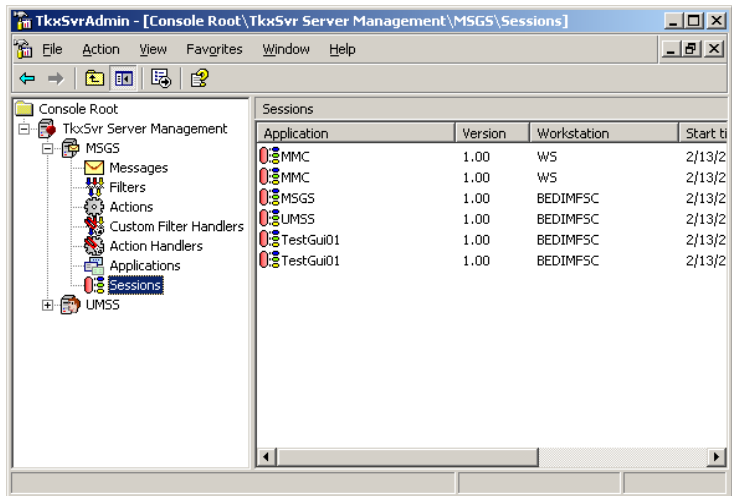 TkxSvrAdmin - [Console Root\TkxSvr Server Management\MSGS\Sessions]
File Action View Favorites Window Help
Console Root
TkxSvr Server Management
MSGS
Messages
Filters
Actions
Custom Filter Handlers
Action Handlers
Applications
Sessions
UMSS
Sessions
Application Version Workstation Start ti
MMC 1.00 WS 2/13/2
MMC 1.00 WS 2/13/2
MSGS 1.00 BEDIMFSC 2/13/2
UMSS 1.00 BEDIMFSC 2/13/2
TestGui01 1.00 BEDIMFSC 2/13/2
TestGui01 1.00 BEDIMFSC 2/13/2